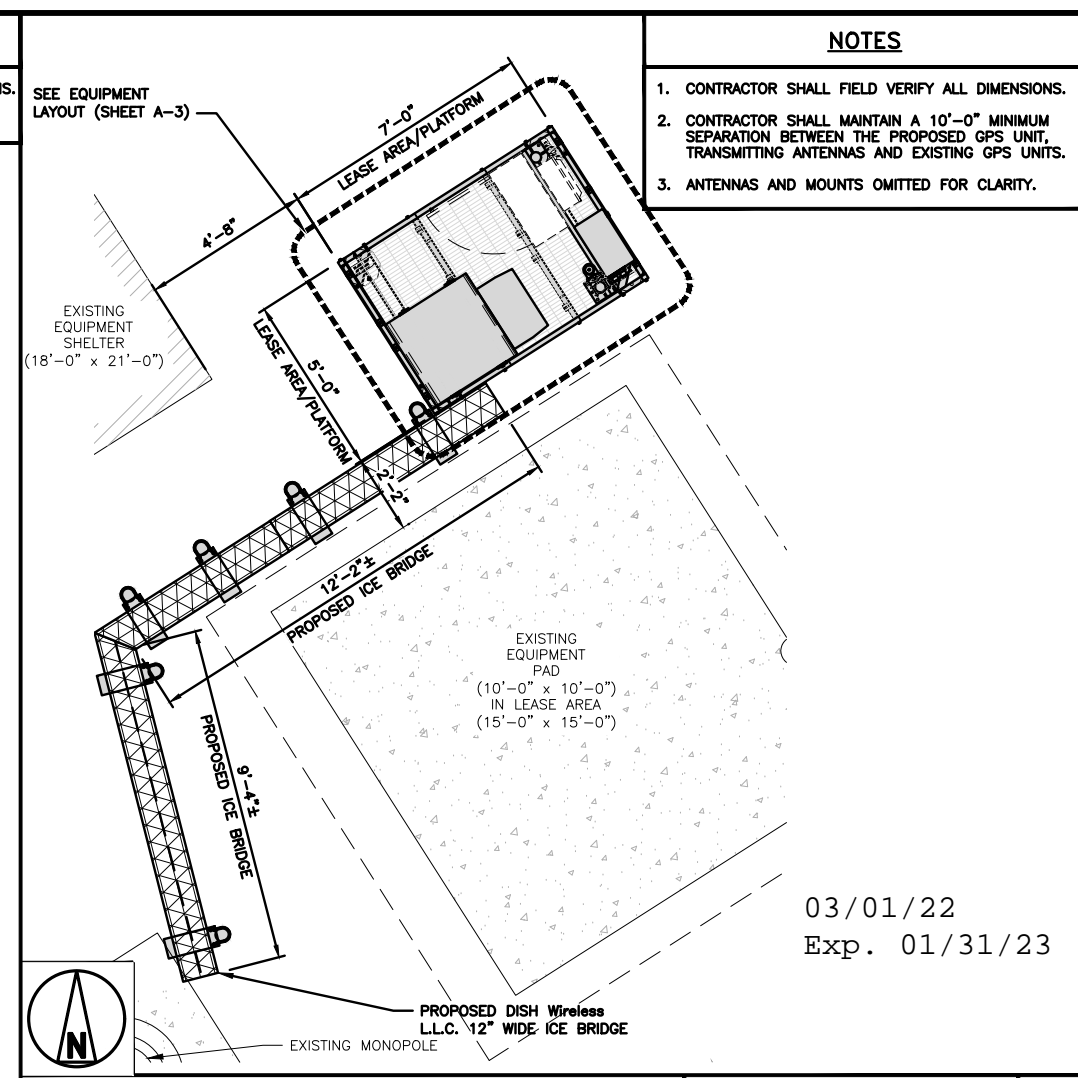 NOTES
1. CONTRACTOR SHALL FIELD VERIFY ALL DIMENSIONS.
2. CONTRACTOR SHALL MAINTAIN A 10'-0" MINIMUM
SEPARATION BETWEEN THE PROPOSED GPS UNIT,
TRANSMITTING ANTENNAS AND EXISTING GPS UNITS.
3. ANTENNAS AND MOUNTS OMITTED FOR CLARITY.
SEE EQUIPMENT
LAYOUT (SHEET A-3)
7'-0"
LEASE AREA/PLATFORM
4'-8"
EXISTING
EQUIPMENT
SHELTER
(18'-0" x 21'-0")
5'-0"
LEASE AREA/PLATFORM
2'-2"
12'-2"±
PROPOSED ICE BRIDGE
EXISTING
EQUIPMENT
PAD
(10'-0" x 10'-0")
IN LEASE AREA
(15'-0" x 15'-0")
9'-4"±
PROPOSED ICE BRIDGE
03/01/22
Exp. 01/31/23
PROPOSED DISH Wireless
L.L.C. 12" WIDE ICE BRIDGE
EXISTING MONOPOLE
N